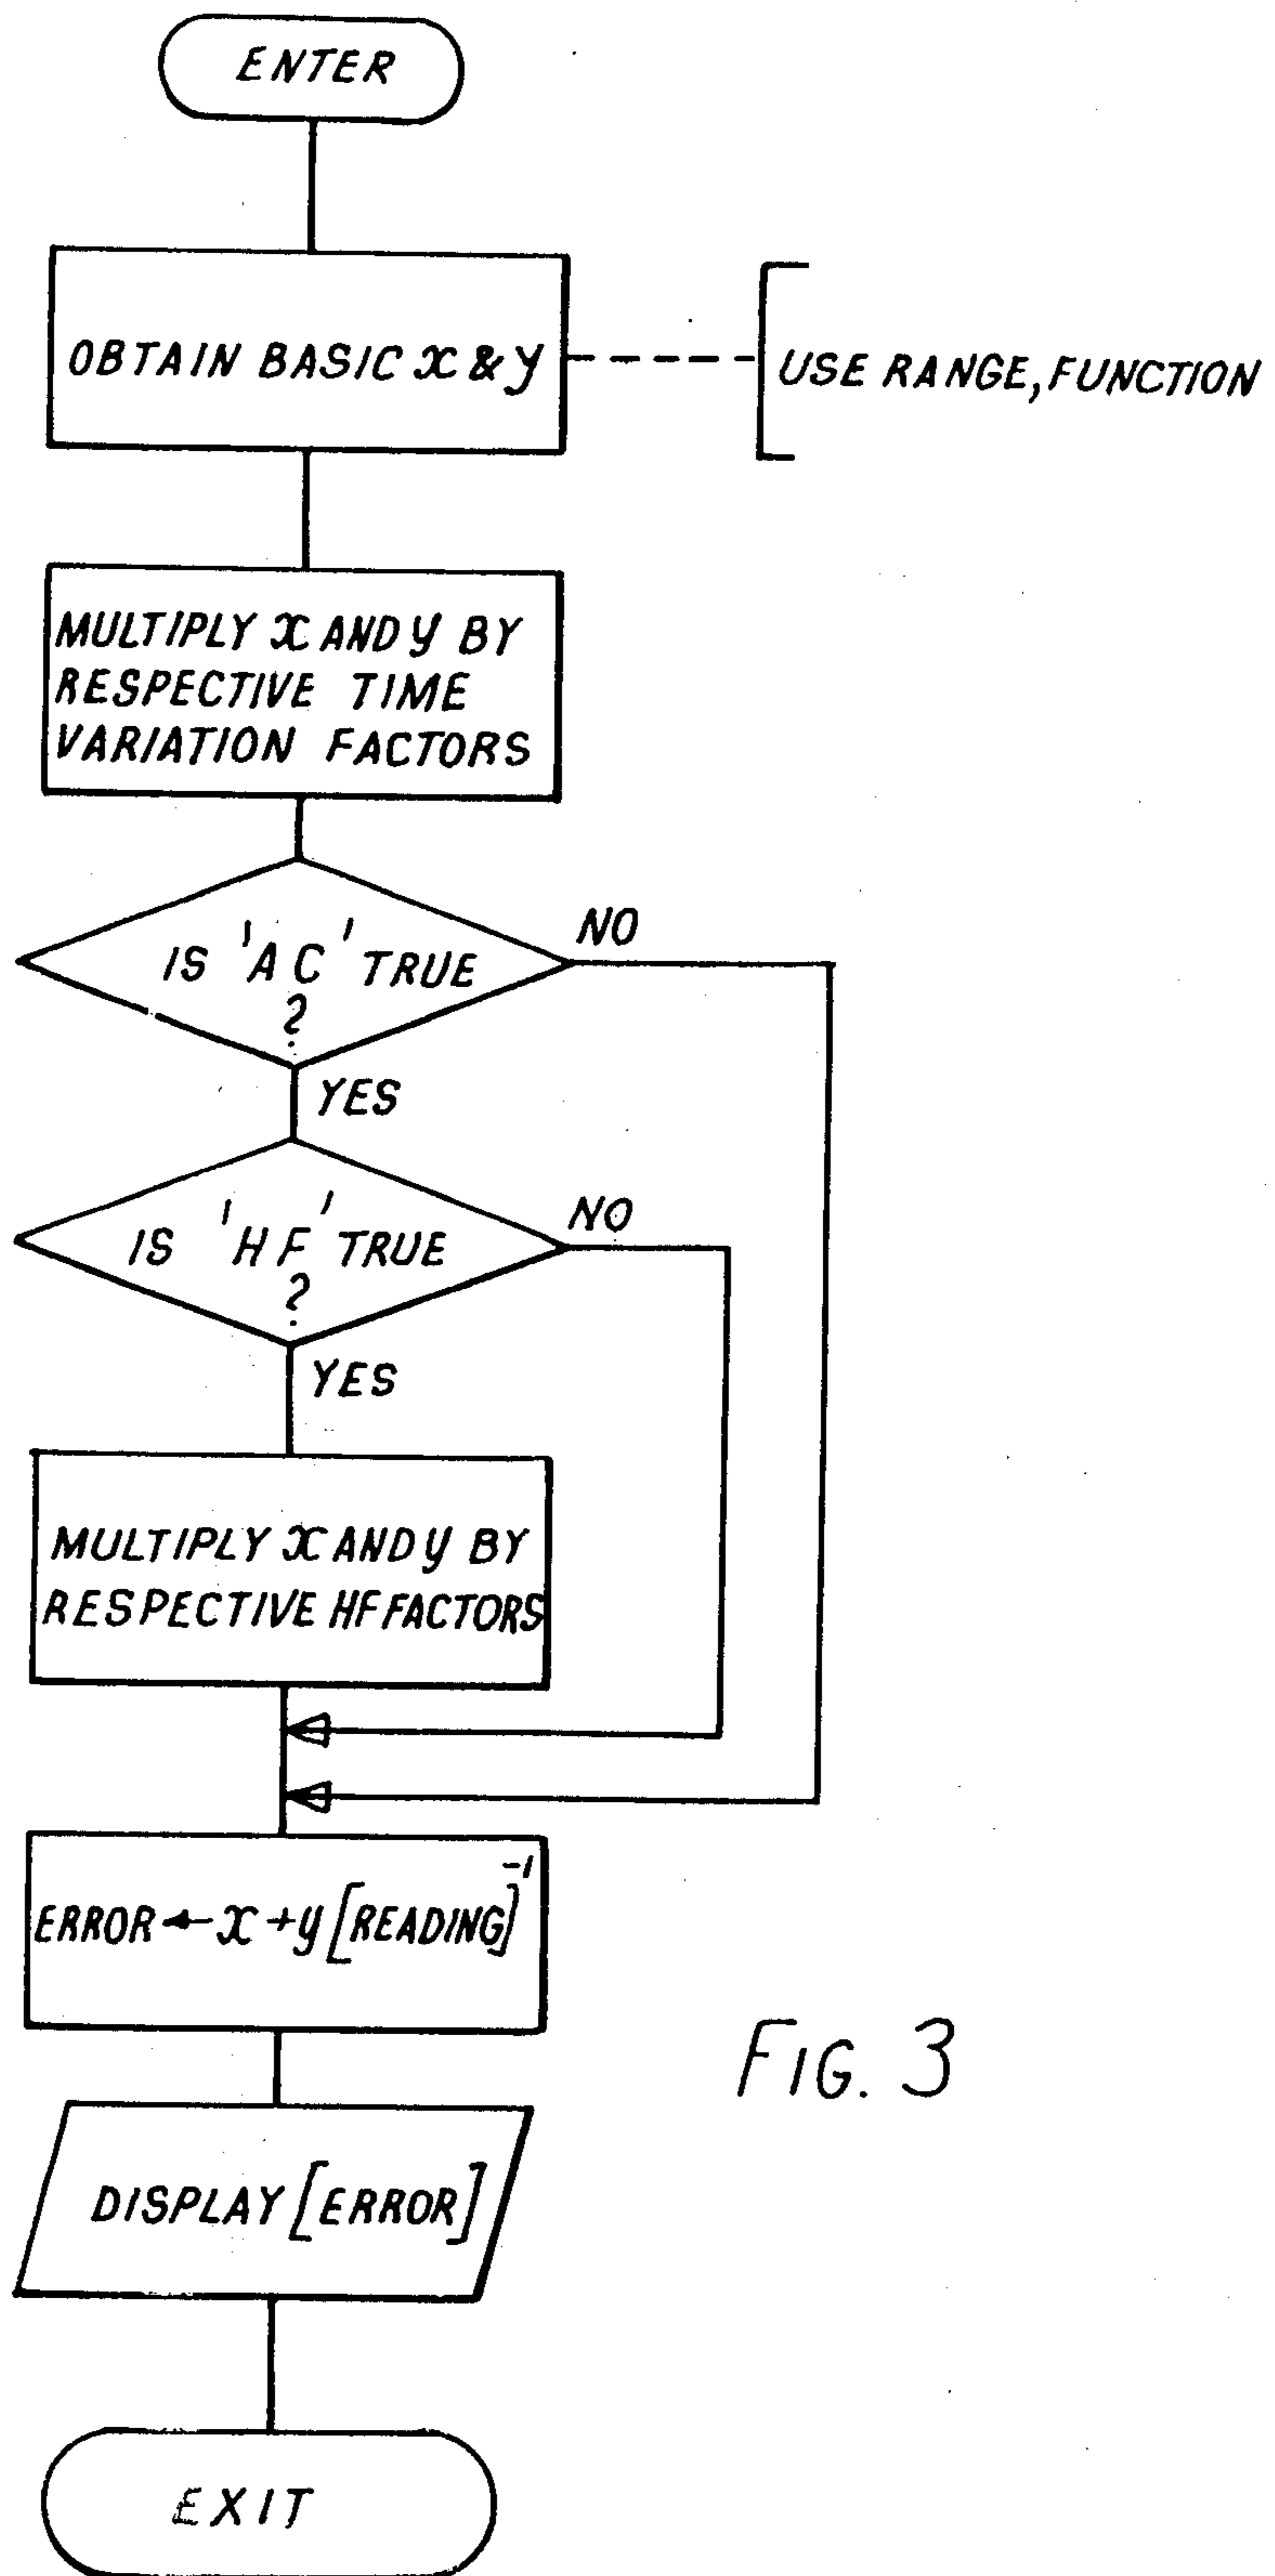 ENTER
OBTAIN BASIC x & y
USE RANGE, FUNCTION
MULTIPLY x AND y BY
RESPECTIVE TIME
VARIATION FACTORS
IS 'AC' TRUE
?
NO
YES
IS 'HF' TRUE
?
NO
YES
MULTIPLY x AND y BY
RESPECTIVE HF FACTORS
ERROR ← x + y [READING]⁻¹
FIG. 3
DISPLAY [ERROR]
EXIT